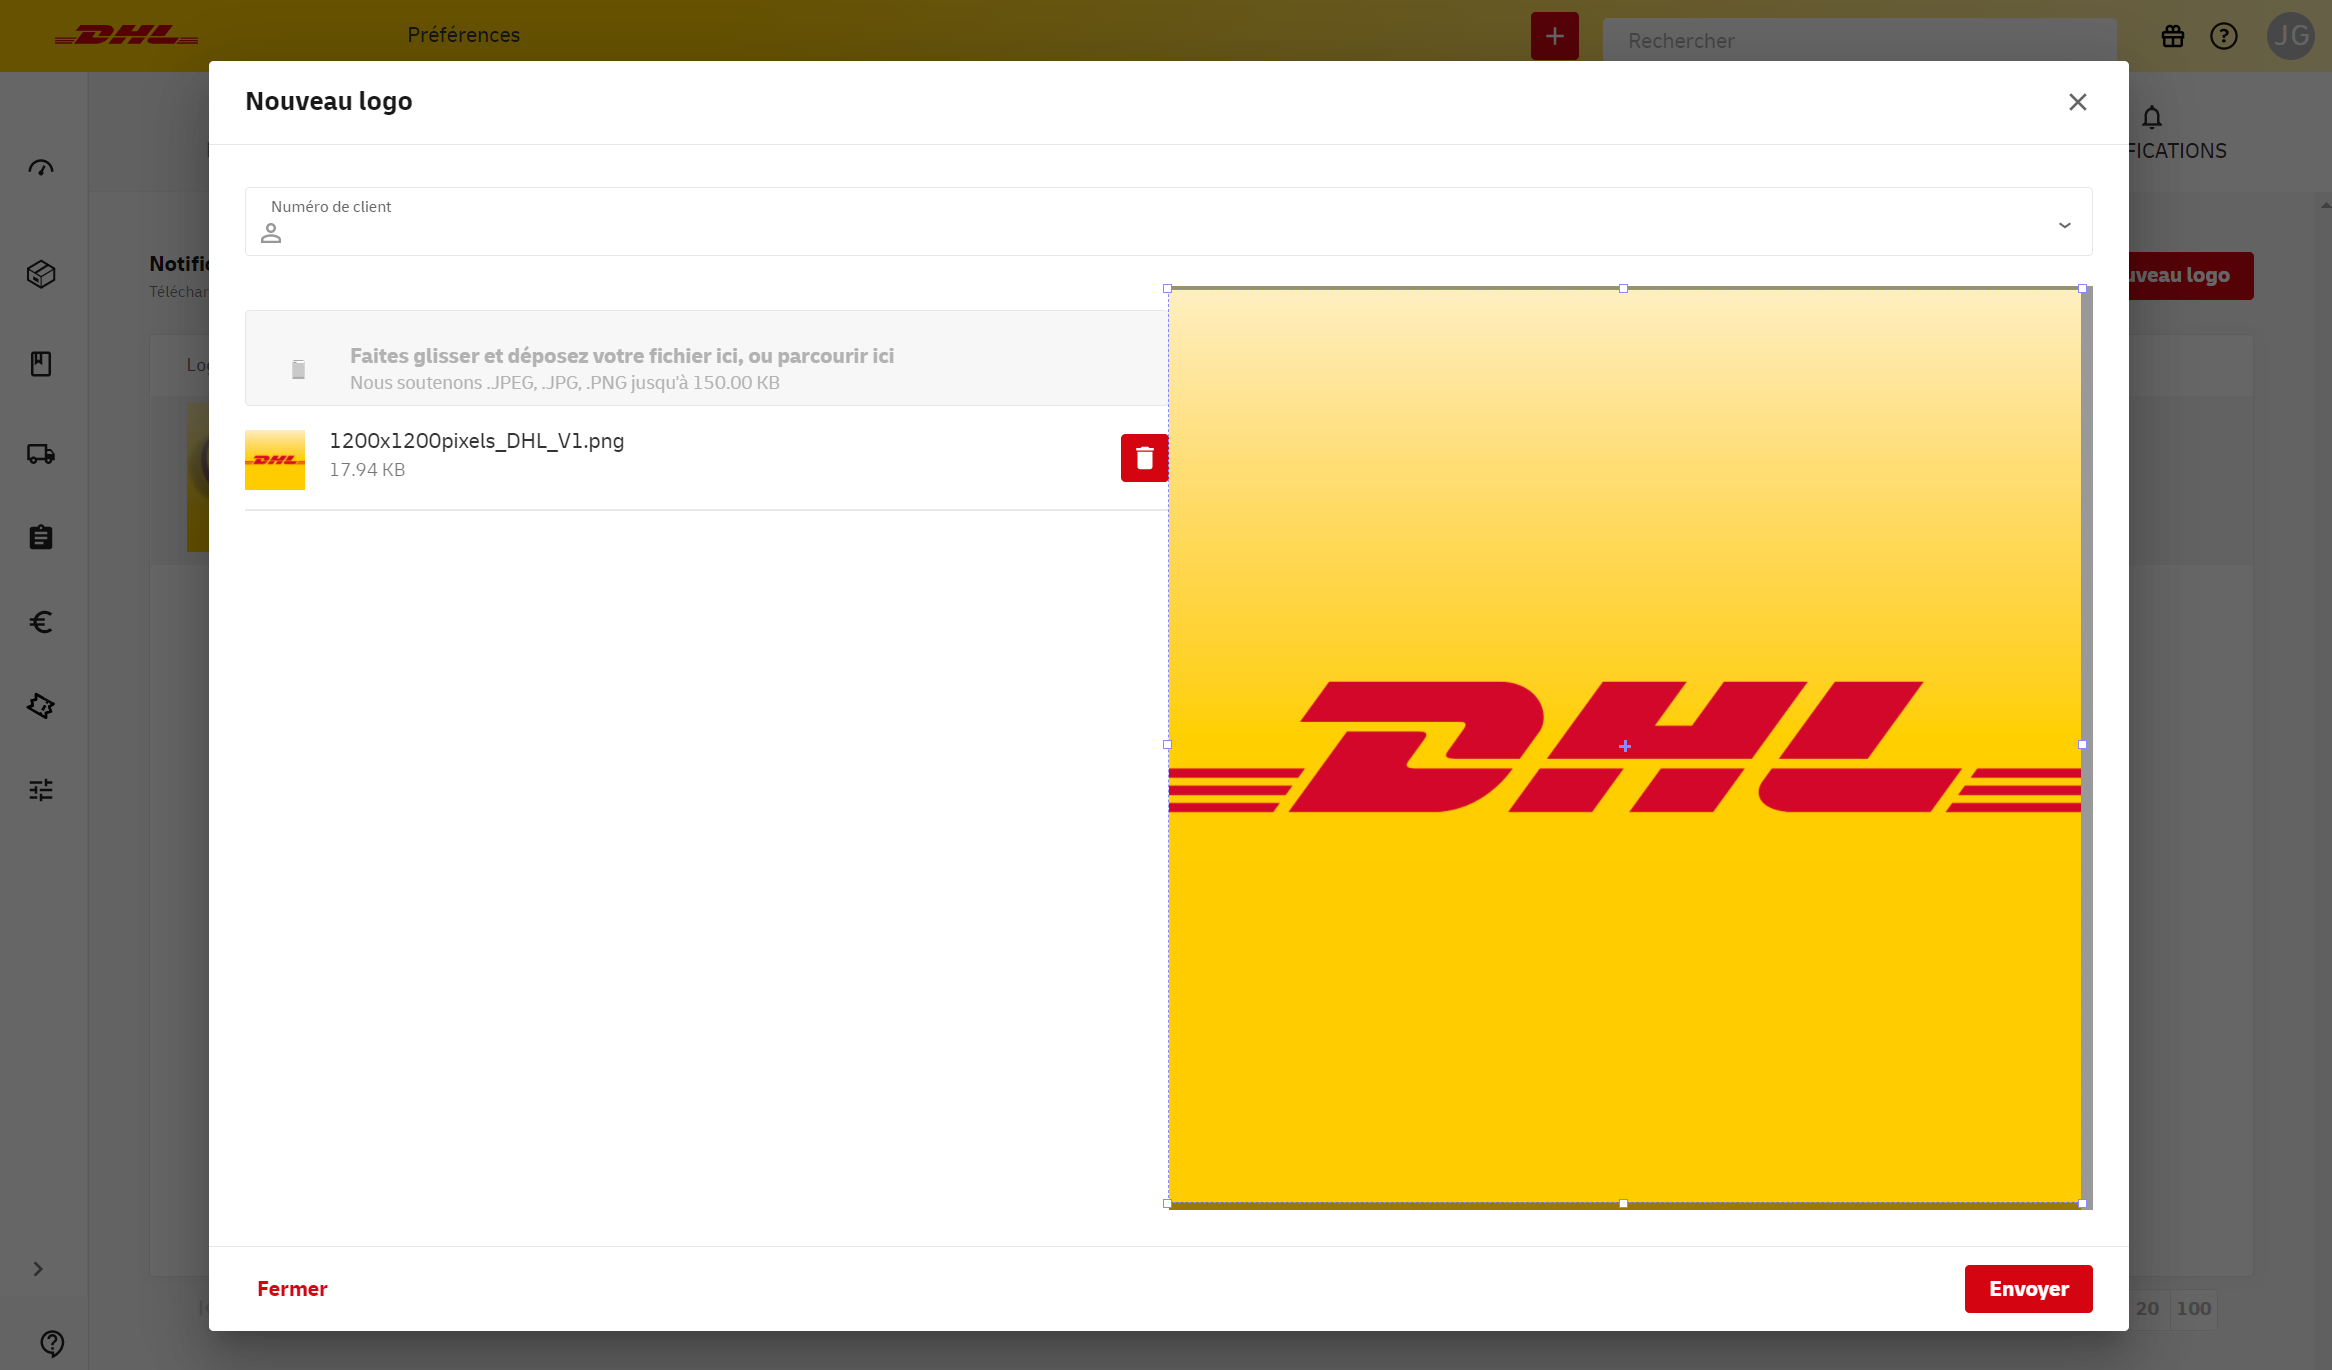 DHL
Préférences
Rechercher
JG
Nouveau logo
FICATIONS
Numéro de client
Notific
Téléchar
uveau logo
Faites glisser et déposez votre fichier ici, ou parcourir ici
Nous soutenons .JPEG, .JPG, .PNG jusqu'à 150.00 KB
Lo
DHL
1200x1200pixels_DHL_V1.png
17.94 KB
DHL
Fermer
Envoyer
20
100